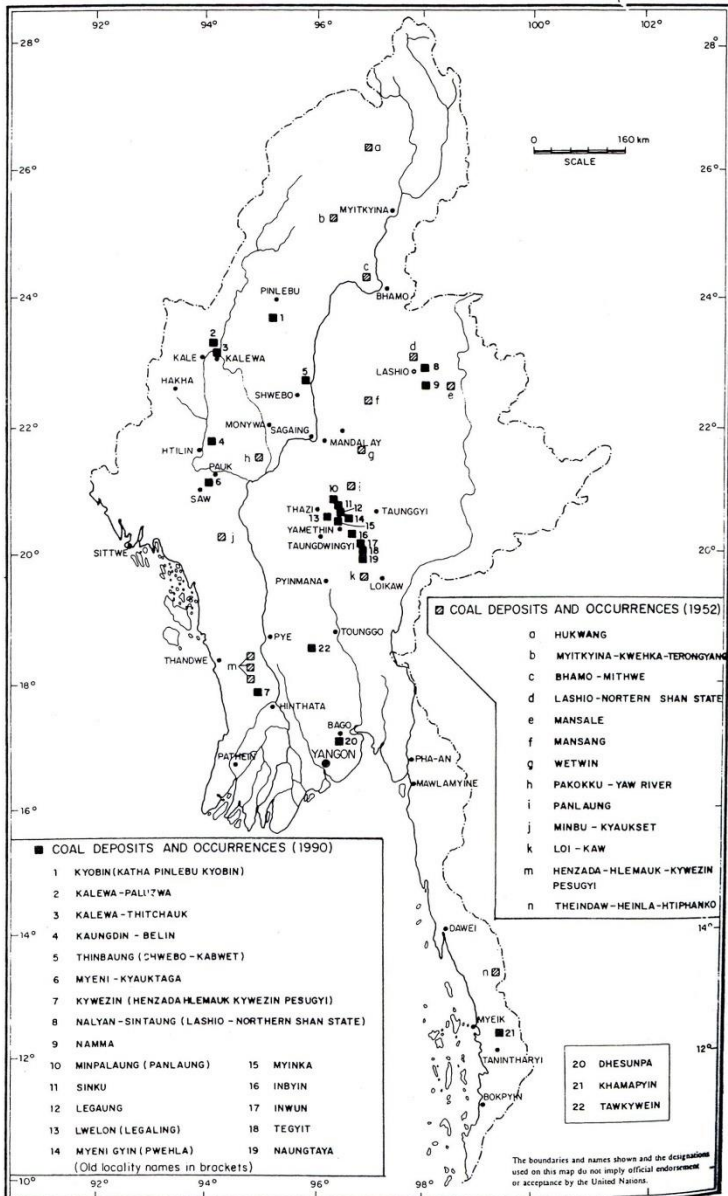 92° 94° 96° 98° 100° 102°
28°
26°
24°
22°
20°
18°
16°
28°
26°
24°
22°
20°
18°
16°
14°
12°
0 160 km
SCALE
a
b
MYITKYINA
c
BHAMO
PINLEBU
1
2
3
KALE
KALEWA
HAKHA
5
SHWEBO
d
LASHIO
8
9
e
f
MONYWA
SAGAING
MANDALAY
g
4
HTILIN
h
PAUK
6
SAW
i
10
11
12
THAZI
13
14
TAUNGGYI
15
YAMETHIN
16
TAUNGDWINGYI
17
18
19
j
SITTWE
PYINMANA
k
LOIKAW
PYE
TOUNGGO
22
THANDWE
m
7
HINTHATA
BAGO
20
YANGON
PATHEIN
PHA-AN
MAWLAMYINE
DAWEI
n
MYEIK
21
TANINTHARYI
BOKPYIN
COAL DEPOSITS AND OCCURRENCES (1952)
a HUKWANG
b MYITKYINA-KWEHKA-TERONGYANG
c BHAMO-MITHWE
d LASHIO-NORTERN SHAN STATE
e MANSALE
f MANSANG
g WETWIN
h PAKOKKU - YAW RIVER
i PANLAUNG
j MINBU - KYAUKSET
k LOI-KAW
m HENZADA-HLEMAUK-KYWEZIN
PESUGYI
n THEINDAW-HEINLA-HTIPHANKO
COAL DEPOSITS AND OCCURRENCES (1990)
1 KYOBIN (KATHA PINLEBU KYOBIN)
2 KALEWA-PALUZWA
3 KALEWA-THITCHAUK
4 KAUNGDIN - BELIN
5 THINBAUNG (SHWEBO-KABWET)
6 MYENI-KYAUKTAGA
7 KYWEZIN (HENZADA HLEMAUK KYWEZIN PESUGYI)
8 NALYAN-SINTAUNG (LASHIO - NORTHERN SHAN STATE)
9 NAMMA
10 MINPALAUNG (PANLAUNG)
11 SINKU
12 LEGAUNG
13 LWELON (LEGALING)
14 MYENI GYIN (PWEHLA)
15 MYINKA
16 INBYIN
17 INWUN
18 TEGYIT
19 NAUNGTAYA
(Old locality names in brackets)
20 DHESUNPA
21 KHAMAPYIN
22 TAWKYWEIN
The boundaries and names shown and the designations
used on this map do not imply official endorsement
or acceptance by the United Nations.
92° 94° 96° 98°